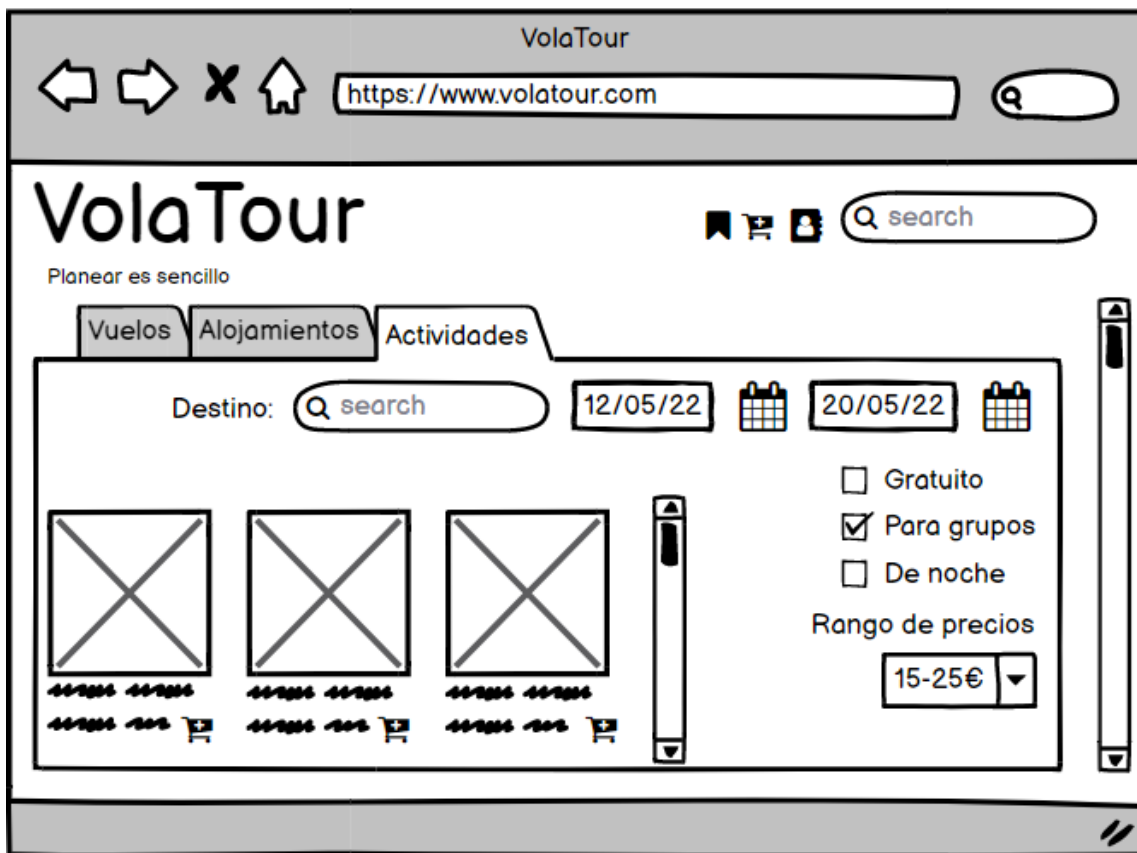 VolaTour
https://www.volatour.com
VolaTour
search
Planear es sencillo
Vuelos Alojamientos Actividades
Destino: search 12/05/22 20/05/22
Gratuito
Para grupos
De noche
Rango de precios
15-25€